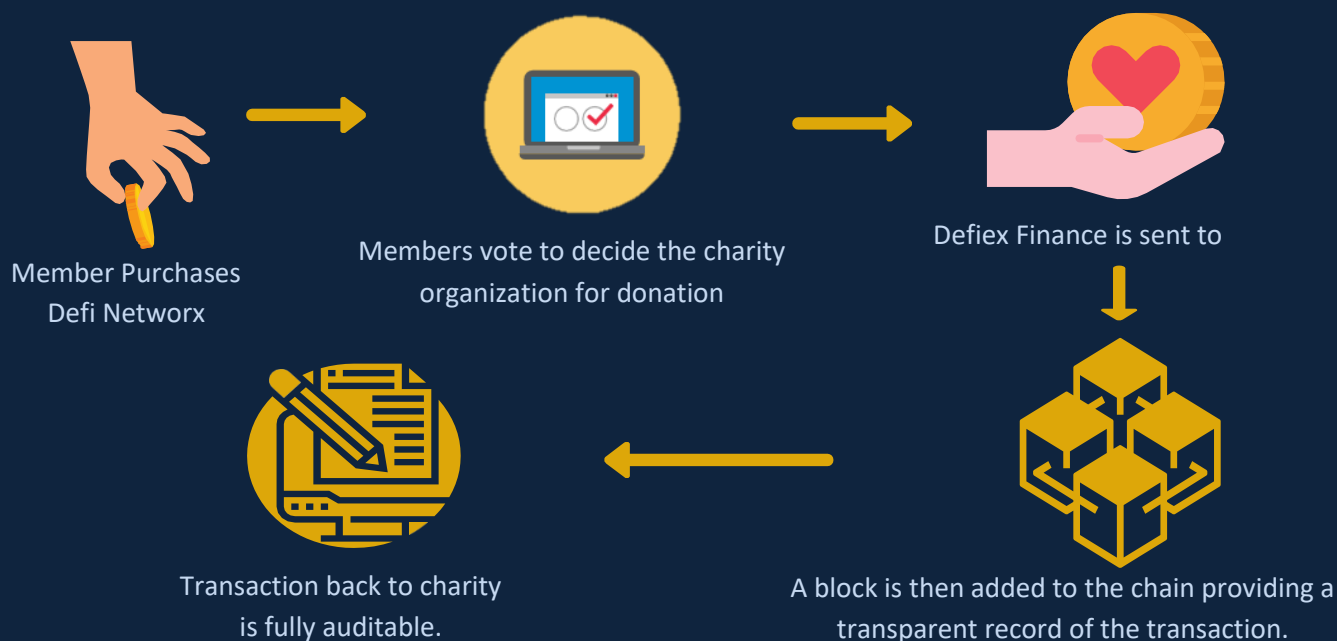 Member Purchases
Defi Networx
Members vote to decide the charity
organization for donation
Defiex Finance is sent to
A block is then added to the chain providing a
transparent record of the transaction.
Transaction back to charity
is fully auditable.